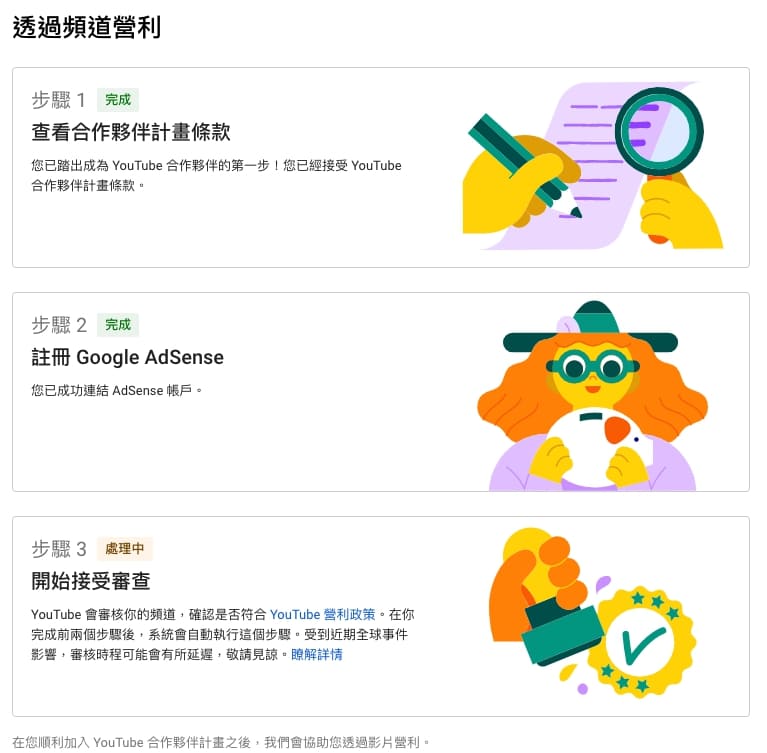 透過頻道營利
步驟 1 完成
查看合作夥伴計畫條款
您已踏出成為 YouTube 合作夥伴的第一步！您已經接受 YouTube
合作夥伴計畫條款。
步驟 2 完成
註冊 Google AdSense
您已成功連結 AdSense 帳戶。
步驟 3 處理中
開始接受審查
YouTube 會審核你的頻道，確認是否符合 YouTube 營利政策。在你
完成前兩個步驟後，系統會自動執行這個步驟。受到近期全球事件
影響，審核時程可能會有所延遲，敬請見諒。瞭解詳情
在您順利加入 YouTube 合作夥伴計畫之後，我們會協助您透過影片營利。